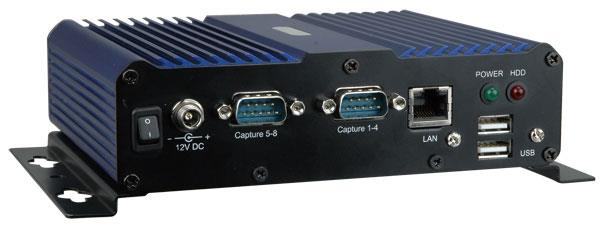 POWER HDD
- +
12V DC
Capture 5-8
Capture 1-4
LAN
USB